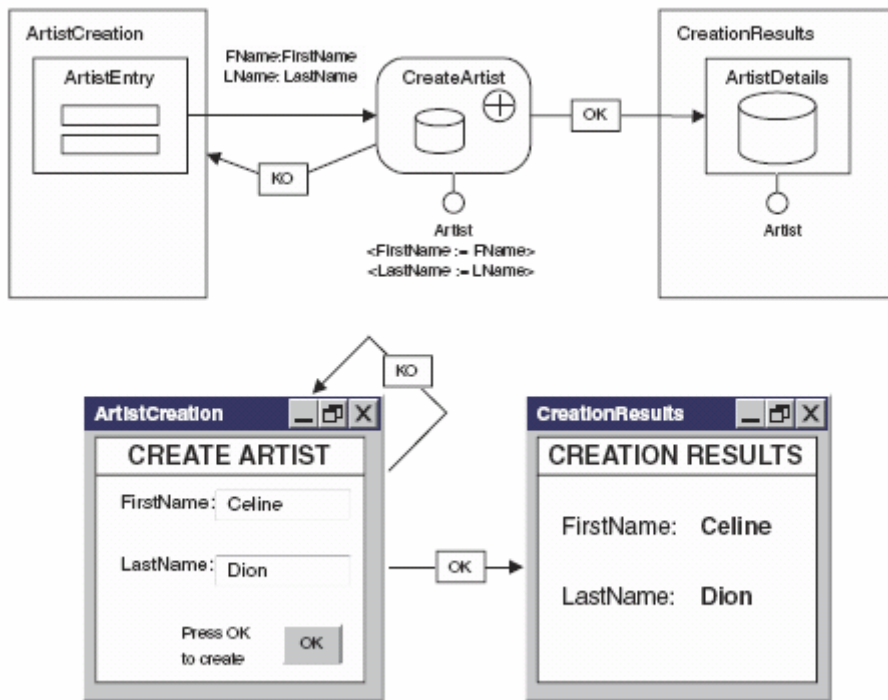 ArtistCreation
ArtistEntry
FName:FirstName
LName: LastName
CreateArtist
KO
OK
Artist
<FirstName := FName>
<LastName := LName>
CreationResults
ArtistDetails
Artist
KO
ArtistCreation
CREATE ARTIST
FirstName: Celine
LastName: Dion
Press OK
to create
OK
OK
CreationResults
CREATION RESULTS
FirstName: Celine
LastName: Dion